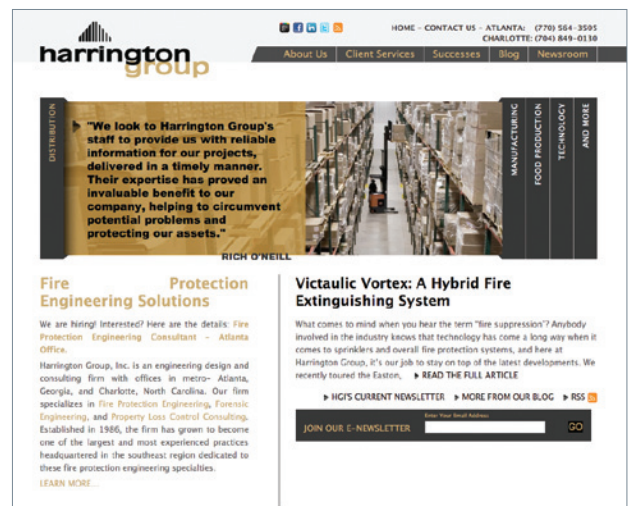 harrington
group
HOME - CONTACT US - ATLANTA: (770) 564-3505
CHARLOTTE: (704) 849-0130
About Us Client Services Successes Blog Newsroom
DISTRIBUTION
"We look to Harrington Group's
staff to provide us with reliable
information for our projects,
delivered in a timely manner.
Their expertise has proved an
invaluable benefit to our
company, helping to circumvent
potential problems and
protecting our assets."
RICH O'NEILL
MANUFACTURING
FOOD PRODUCTION
TECHNOLOGY
AND MORE
Fire Protection
Engineering Solutions
We are hiring! Interested? Here are the details: Fire
Protection Engineering Consultant - Atlanta
Office.
Harrington Group, Inc. is an engineering design and
consulting firm with offices in metro- Atlanta,
Georgia, and Charlotte, North Carolina. Our firm
specializes in Fire Protection Engineering, Forensic
Engineering, and Property Loss Control Consulting.
Established in 1986, the firm has grown to become
one of the largest and most experienced practices
headquartered in the southeast region dedicated to
these fire protection engineering specialties.
LEARN MORE...
Victaulic Vortex: A Hybrid Fire
Extinguishing System
What comes to mind when you hear the term "fire suppression"? Anybody
involved in the industry knows that technology has come a long way when it
comes to sprinklers and overall fire protection systems, and here at
Harrington Group, it's our job to stay on top of the latest developments. We
recently toured the Easton, READ THE FULL ARTICLE
HGI'S CURRENT NEWSLETTER MORE FROM OUR BLOG RSS
Enter Your Email Address
JOIN OUR E-NEWSLETTER GO